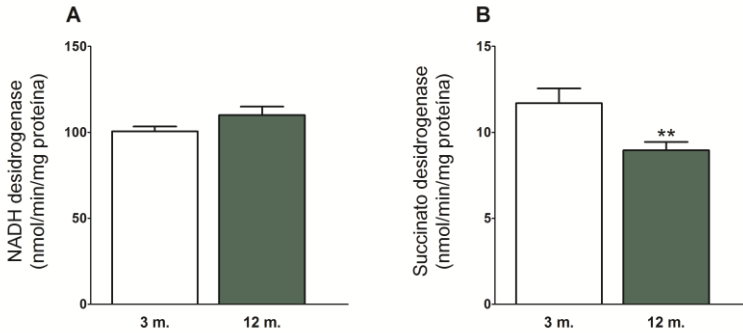 A
NADH desidrogenase
(nmol/min/mg proteína)
150
100
50
0
3 m.
12 m.
B
Succinato desidrogenase
(nmol/min/mg proteína)
15
10
5
0
**
3 m.
12 m.